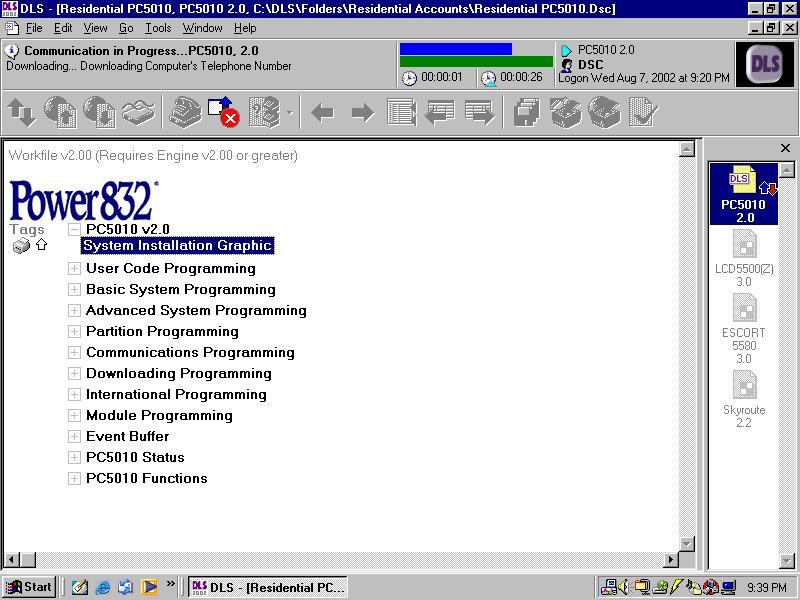 DLS - [Residential PC5010, PC5010 2.0, C:\DLS\Folders\Residential Accounts\Residential PC5010.Dsc]
File Edit View Go Tools Window Help
Communication in Progress...PC5010, 2.0
Downloading... Downloading Computer's Telephone Number
00:00:01 00:00:26
PC5010 2.0
DSC
Logon Wed Aug 7, 2002 at 9:20 PM
DLS
Workfile v2.00 (Requires Engine v2.00 or greater)
Power832
Tags
PC5010 v2.0
System Installation Graphic
User Code Programming
Basic System Programming
Advanced System Programming
Partition Programming
Communications Programming
Downloading Programming
International Programming
Module Programming
Event Buffer
PC5010 Status
PC5010 Functions
DLS
PC5010
2.0
LCD5500(Z)
3.0
ESCORT
5580
3.0
Skyroute
2.2
Start
DLS - [Residential PC...
9:39 PM